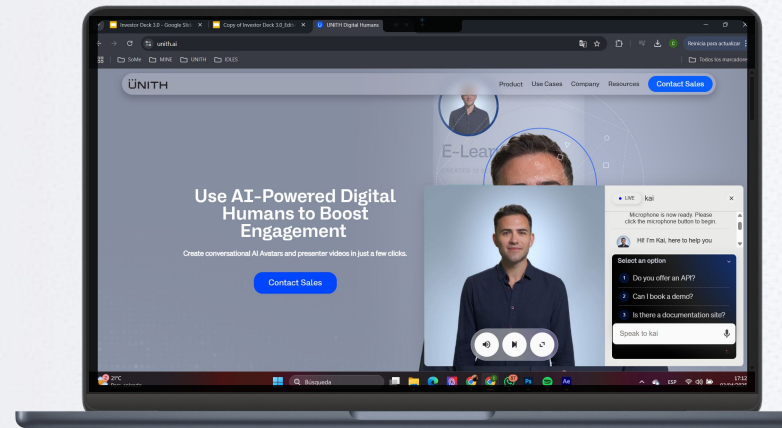 Investor Deck 3.0 - Google Slid
Copy of Investor Deck 3.0_Edit
UNITH Digital Humans
unith.ai
Reinicia para actualizar
SoMe
MINE
UNITH
IDLES
Todos los marcadores
ÜNITH
Product
Use Cases
Company
Resources
Contact Sales
E-Lear
Use AI-Powered Digital
Humans to Boost
Engagement
Create conversational AI Avatars and presenter videos in just a few clicks.
Contact Sales
LIVE
kai
Microphone is now ready. Please
click the microphone button to begin.
Hi! I'm Kai, here to help you
Select an option
1 Do you offer an API?
2 Can I book a demo?
3 Is there a documentation site?
Speak to kai
21°C
Búsqueda
Ps
Ae
ESP
17:12